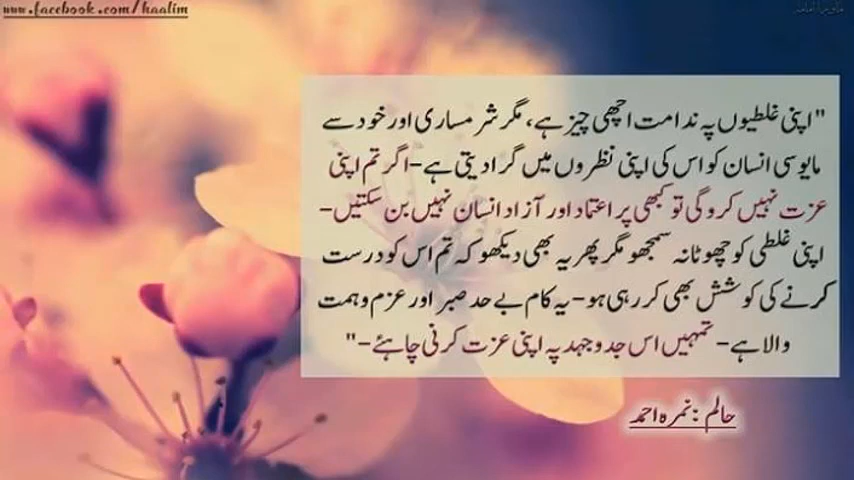 www.facebook.com/haalim
"اپنی غلطیوں پہ ندامت اچھی چیز ہے، مگر شرمساری اور خود سے
مایوسی انسان کو اس کی اپنی نظروں میں گرا دیتی ہے۔ اگر تم اپنی
عزت نہیں کرو گی تو کبھی پر اعتماد اور آزاد انسان نہیں بن سکتیں۔
اپنی غلطی کو چھوٹا نہ سمجھو مگر پھر یہ بھی دیکھو کہ تم اس کو درست
کرنے کی کوشش بھی کر رہی ہو۔ یہ کام بے حد صبر اور عزم و ہمت
والا ہے۔ تمہیں اس جدوجہد پہ اپنی عزت کرنی چاہئے۔"
حالم : نمرہ احمد